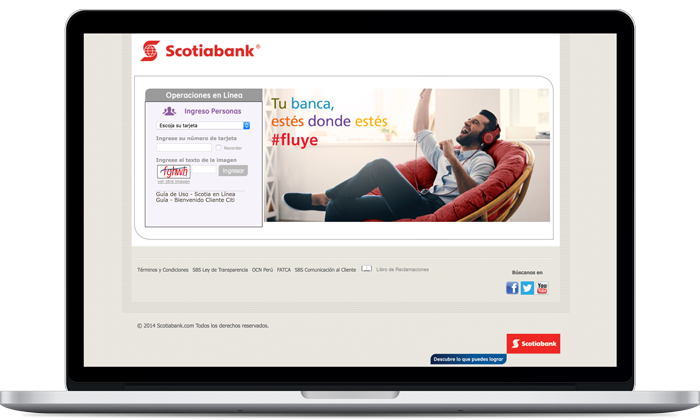 Scotiabank®
Operaciones en Línea
Ingreso Personas
Escoja su tarjeta
Ingrese su número de tarjeta
Recordar
Ingrese el texto de la imagen
Ingresar
ver otra imagen
Guía de Uso - Scotia en Línea
Guía - Bienvenido Cliente Citi
Tu banca,
estés donde estés
#fluye
Términos y Condiciones SBS Ley de Transparencia OCN Perú FATCA SBS Comunicación al Cliente Libro de Reclamaciones
Búscanos en
f
You
Tube
© 2014 Scotiabank.com Todos los derechos reservados.
Scotiabank
Descubre lo que puedes lograr